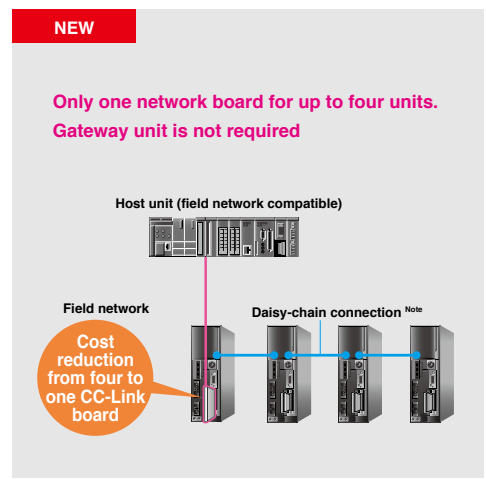 NEW
Only one network board for up to four units.
Gateway unit is not required
Host unit (field network compatible)
Field network
Daisy-chain connection Note
Cost
reduction
from four to
one CC-Link
board